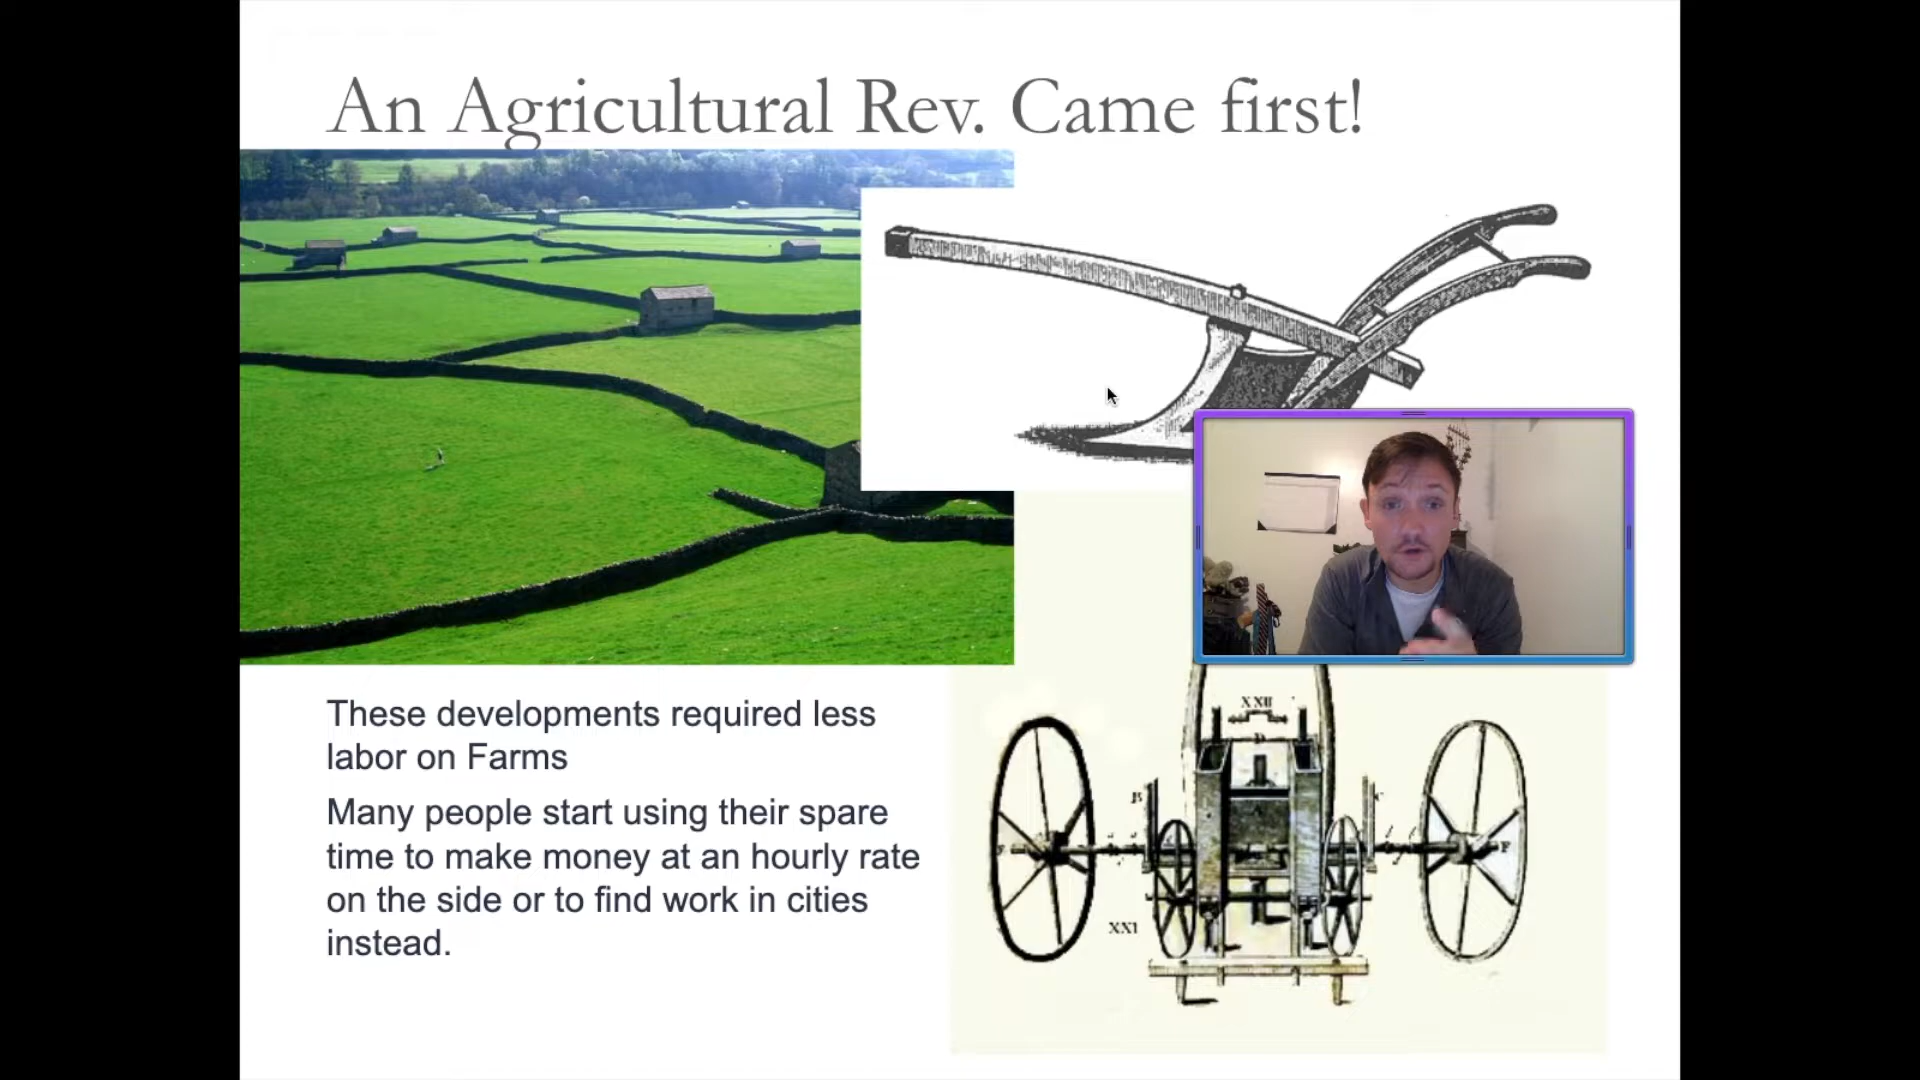 An Agricultural Rev. Came first!
These developments required less
labor on Farms
Many people start using their spare
time to make money at an hourly rate
on the side or to find work in cities
instead.
XXII
D
B
XXI
F